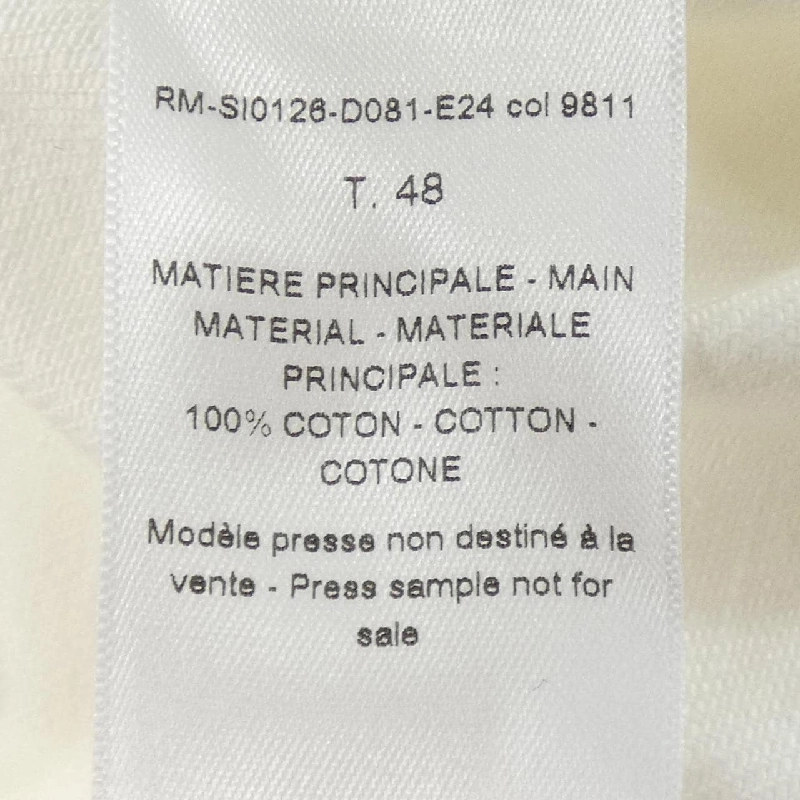 RM-SI0126-D081-E24 col 9811
T. 48
MATIERE PRINCIPALE - MAIN
MATERIAL - MATERIALE
PRINCIPALE :
100% COTON - COTTON -
COTONE
Modèle presse non destiné à la
vente - Press sample not for
sale